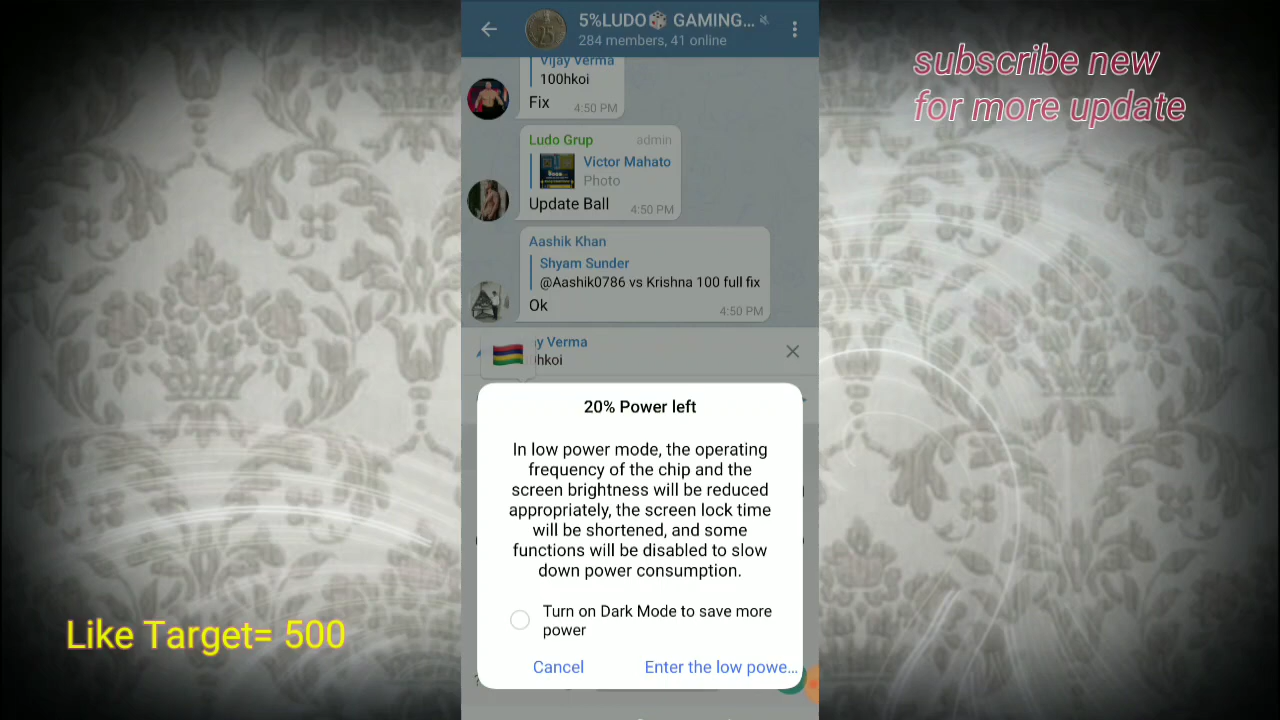 5%LUDO🎲 GAMING...
284 members, 41 online
subscribe new
for more update
Vijay Verma
100hkoi
Fix
4:50 PM
Ludo Grup
admin
Victor Mahato
Photo
Update Ball
4:50 PM
Aashik Khan
Shyam Sunder
@Aashik0786 vs Krishna 100 full fix
Ok
4:50 PM
Verma
hkoi
20% Power left
In low power mode, the operating
frequency of the chip and the
screen brightness will be reduced
appropriately, the screen lock time
will be shortened, and some
functions will be disabled to slow
down power consumption.
Turn on Dark Mode to save more
power
Cancel
Enter the low powe...
Like Target= 500